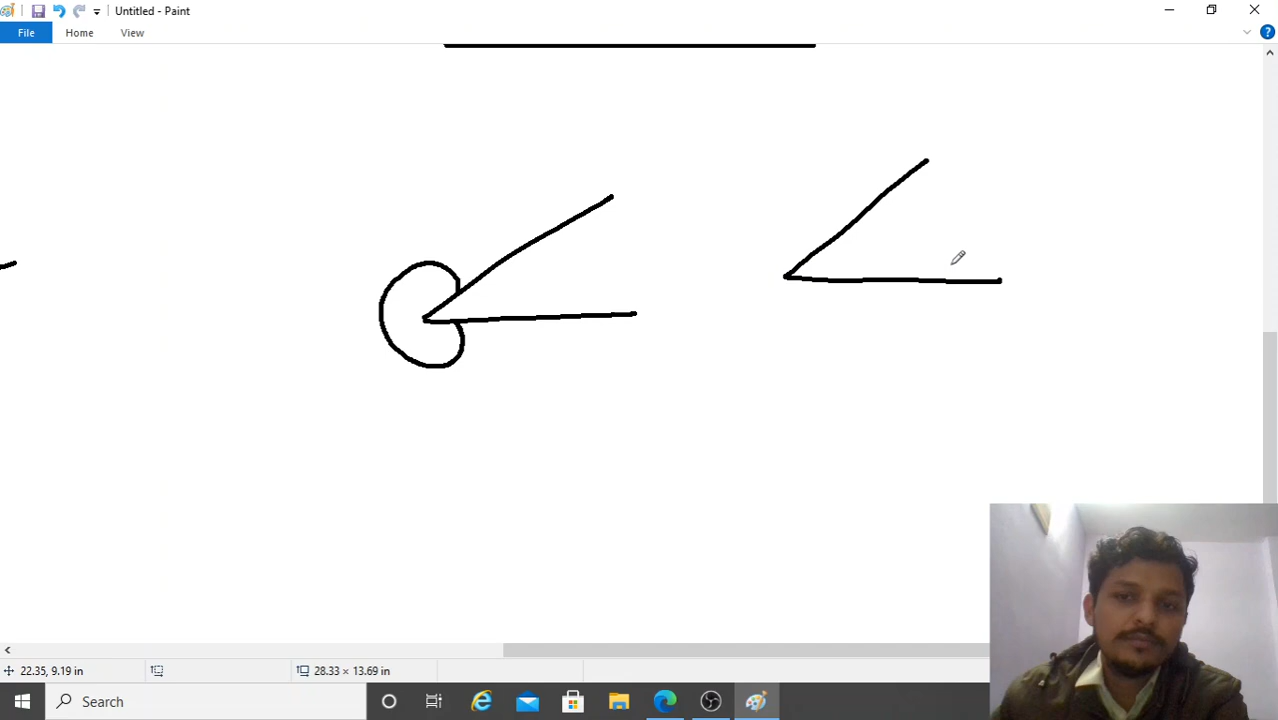 Untitled - Paint
File Home View
22.35, 9.19 in 28.33 × 13.69 in
Search